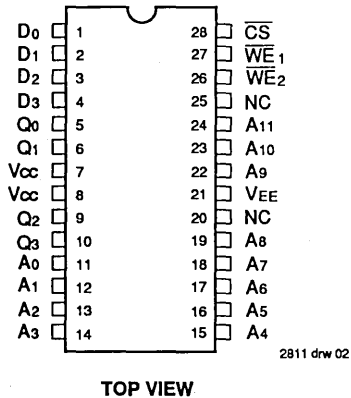 D0 1 28 CS
D1 2 27 WE1
D2 3 26 WE2
D3 4 25 NC
Q0 5 24 A11
Q1 6 23 A10
VCC 7 22 A9
VCC 8 21 VEE
Q2 9 20 NC
Q3 10 19 A8
A0 11 18 A7
A1 12 17 A6
A2 13 16 A5
A3 14 15 A4
2811 drw 02
TOP VIEW